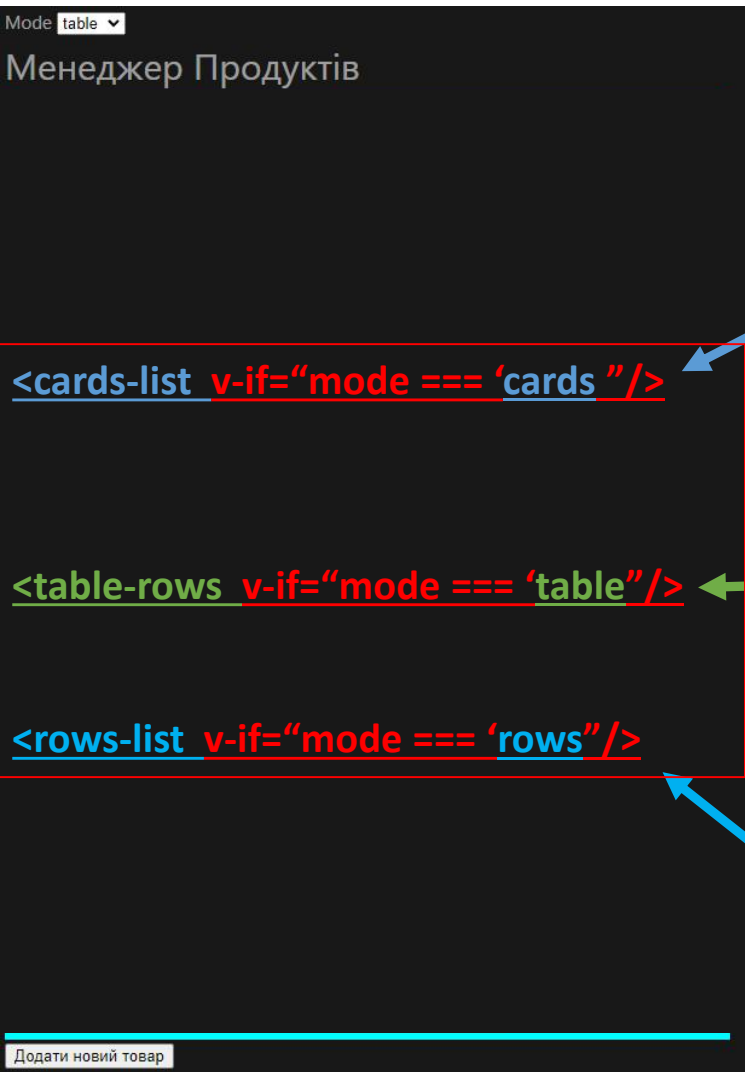 Mode table
Менеджер Продуктів
<cards-list v-if=“mode === ‘cards ”/>
<table-rows v-if=“mode === ‘table”/>
<rows-list v-if=“mode === ‘rows”/>
Додати новий товар